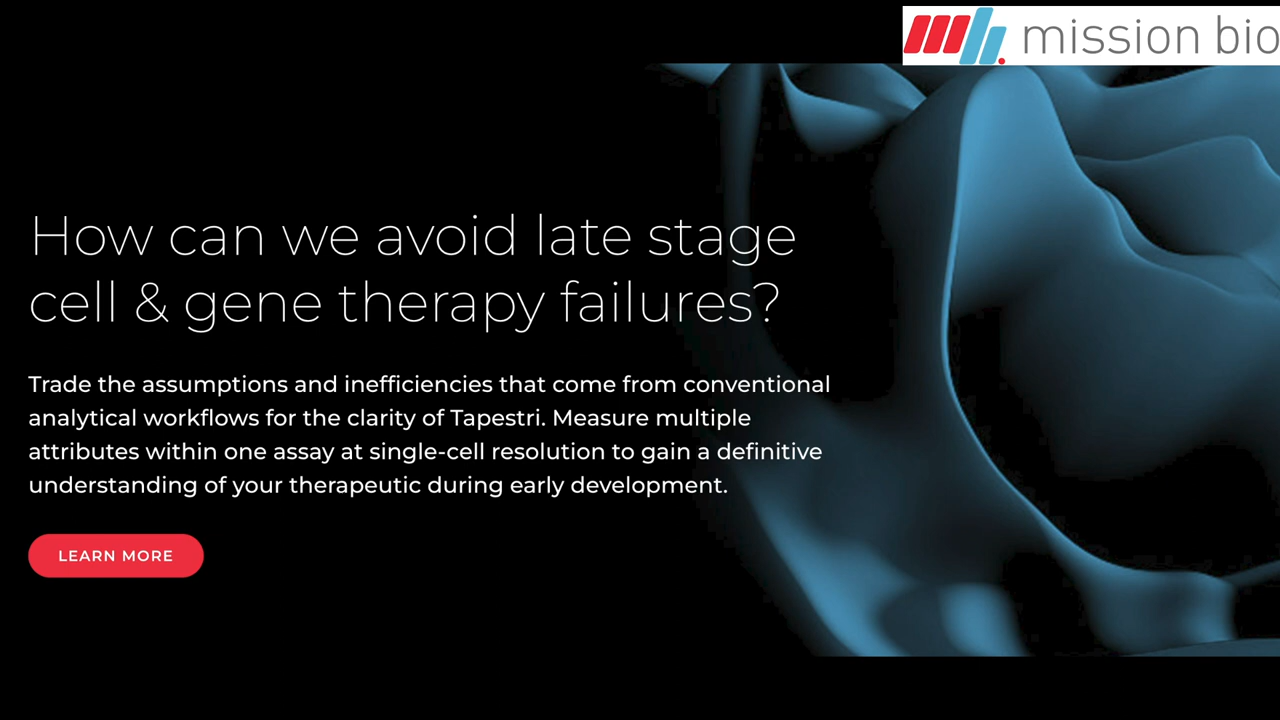 mission bio
How can we avoid late stage
cell & gene therapy failures?
Trade the assumptions and inefficiencies that come from conventional
analytical workflows for the clarity of Tapestri. Measure multiple
attributes within one assay at single-cell resolution to gain a definitive
understanding of your therapeutic during early development.
LEARN MORE